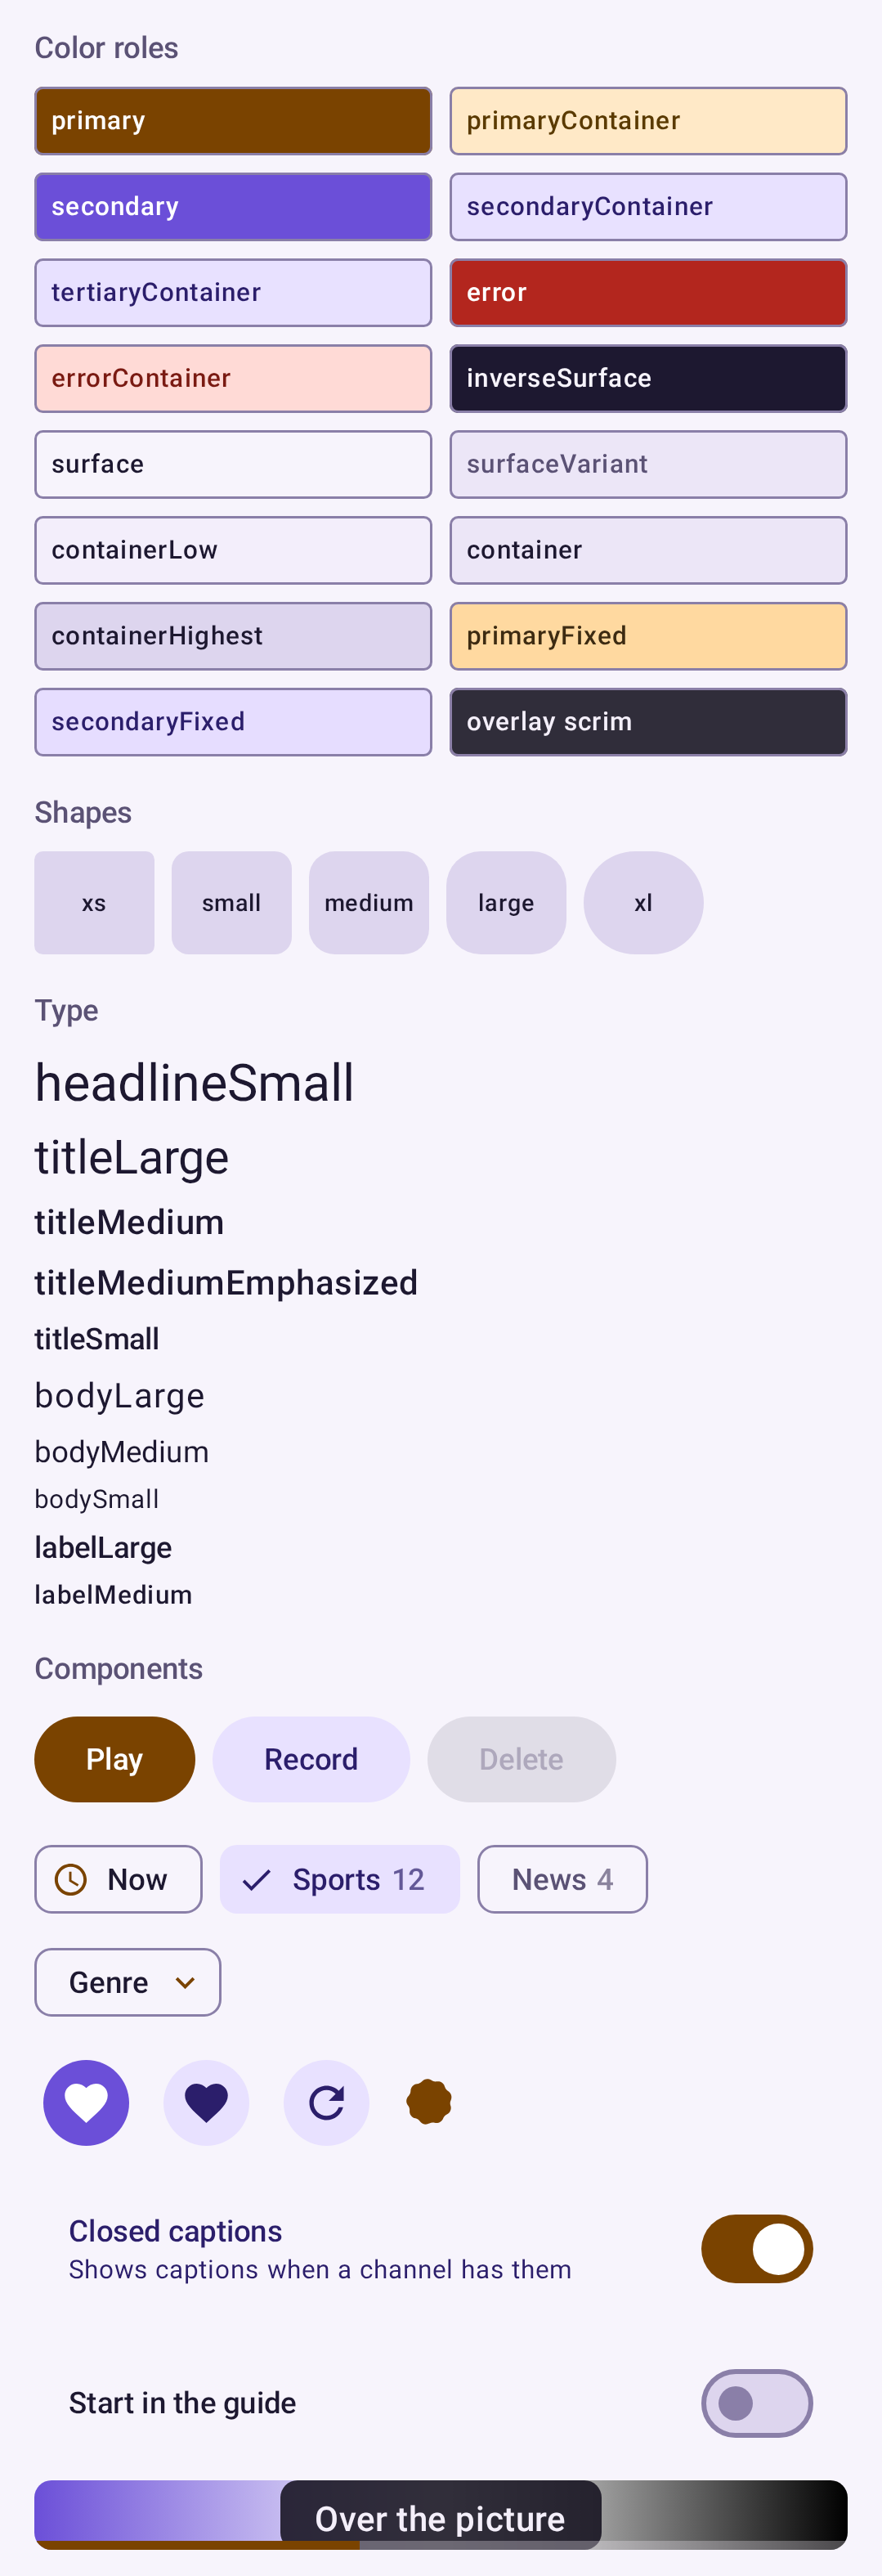 Color roles
primary
primaryContainer
secondary
secondaryContainer
tertiaryContainer
error
errorContainer
inverseSurface
surface
surfaceVariant
containerLow
container
containerHighest
primaryFixed
secondaryFixed
overlay scrim
Shapes
xs small medium large xl
Type
headlineSmall
titleLarge
titleMedium
titleMediumEmphasized
titleSmall
bodyLarge
bodyMedium
bodySmall
labelLarge
labelMedium
Components
Play Record Delete
Now Sports 12 News 4
Genre
Closed captions
Shows captions when a channel has them
Start in the guide
Over the picture